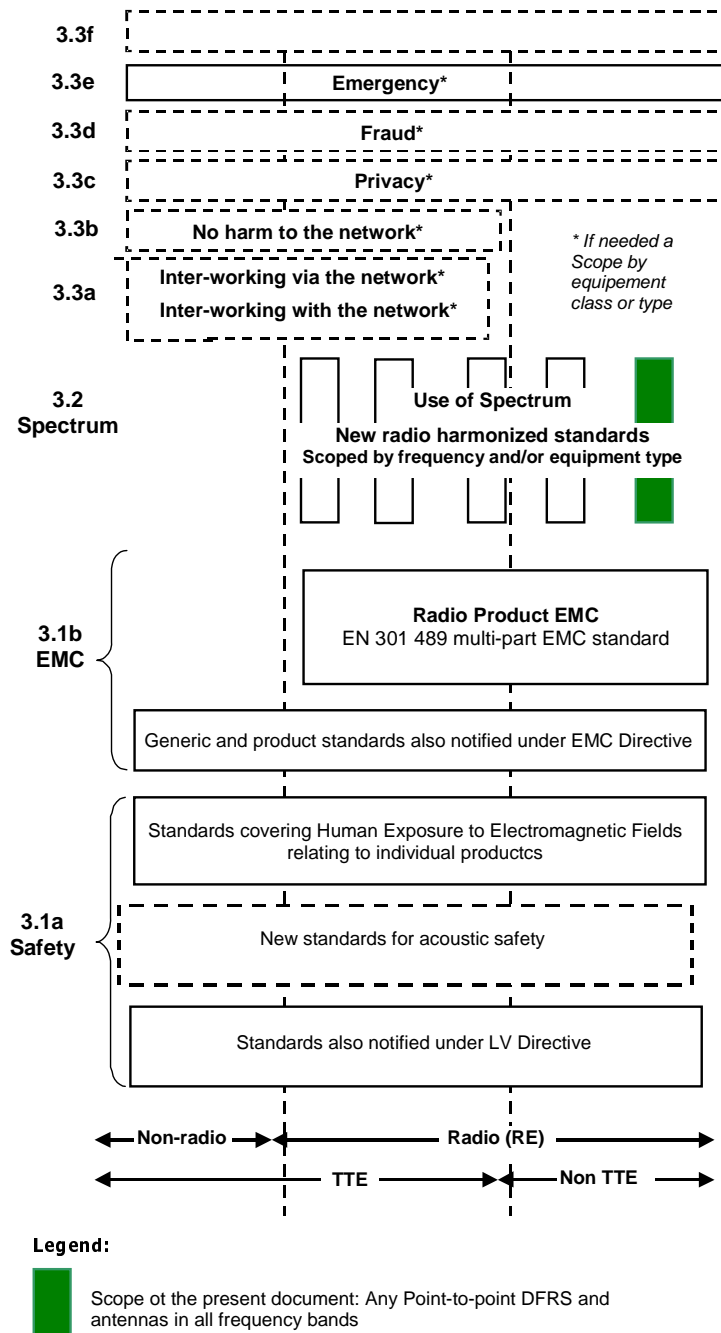 3.3f
3.3e
Emergency*
3.3d
Fraud*
3.3c
Privacy*
3.3b
No harm to the network*
* If needed a
Scope by
equipement
class or type
3.3a
Inter-working via the network*
Inter-working with the network*
3.2
Spectrum
Use of Spectrum
New radio harmonized standards
Scoped by frequency and/or equipment type
3.1b
EMC
Radio Product EMC
EN 301 489 multi-part EMC standard
Generic and product standards also notified under EMC Directive
Standards covering Human Exposure to Electromagnetic Fields
relating to individual productcs
3.1a
Safety
New standards for acoustic safety
Standards also notified under LV Directive
Non-radio
Radio (RE)
TTE
Non TTE
Legend:
Scope ot the present document: Any Point-to-point DFRS and
antennas in all frequency bands